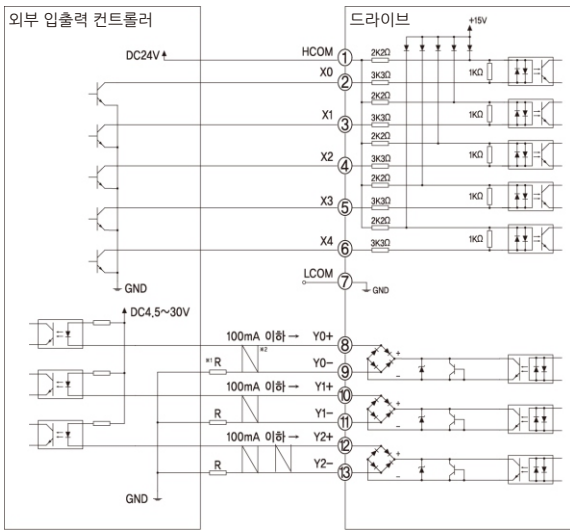 외부 입출력 컨트롤러
드라이브
+15V
DC24V
HCOM
①
2K2Ω
X0
②
3K3Ω
1KΩ
2K2Ω
X1
③
3K3Ω
1KΩ
2K2Ω
X2
④
3K3Ω
1KΩ
2K2Ω
X3
⑤
3K3Ω
1KΩ
2K2Ω
X4
⑥
3K3Ω
1KΩ
LCOM
⑦
GND
GND
DC4,5~30V
100mA 이하→
Y0+
⑧
*1 R
*2
Y0-
⑨
100mA 이하→
Y1+
⑩
R
Y1-
⑪
100mA 이하→
Y2+
⑫
R
Y2-
⑬
GND
+
-
+
-
+
-